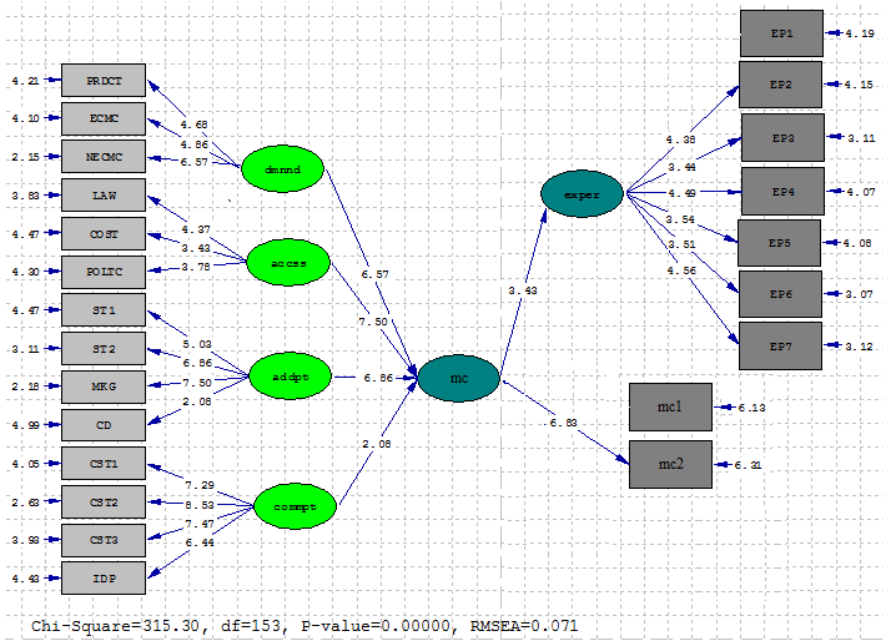 EP1
4.19
4.21
PRDCT
EP2
4.15
4.68
4.10
ECMC
4.86
4.38
EP3
3.11
2.15
NECMC
6.57
dmnnd
3.44
3.83
LAW
exper
4.49
EP4
4.07
4.37
3.54
4.47
COST
3.43
3.51
EP5
4.08
accss
4.30
POLTC
3.78
6.57
4.56
3.43
EP6
3.07
4.47
ST1
7.50
5.03
EP7
3.12
3.11
ST2
6.86
addpt
6.86
mc
2.18
MKG
7.50
2.08
mc1
6.13
4.99
CD
6.83
2.08
4.05
CST1
mc2
6.31
7.29
2.63
CST2
8.53
commpt
7.47
3.93
CST3
6.44
4.43
IDP
Chi-Square=315.30, df=153, P-value=0.00000, RMSEA=0.071